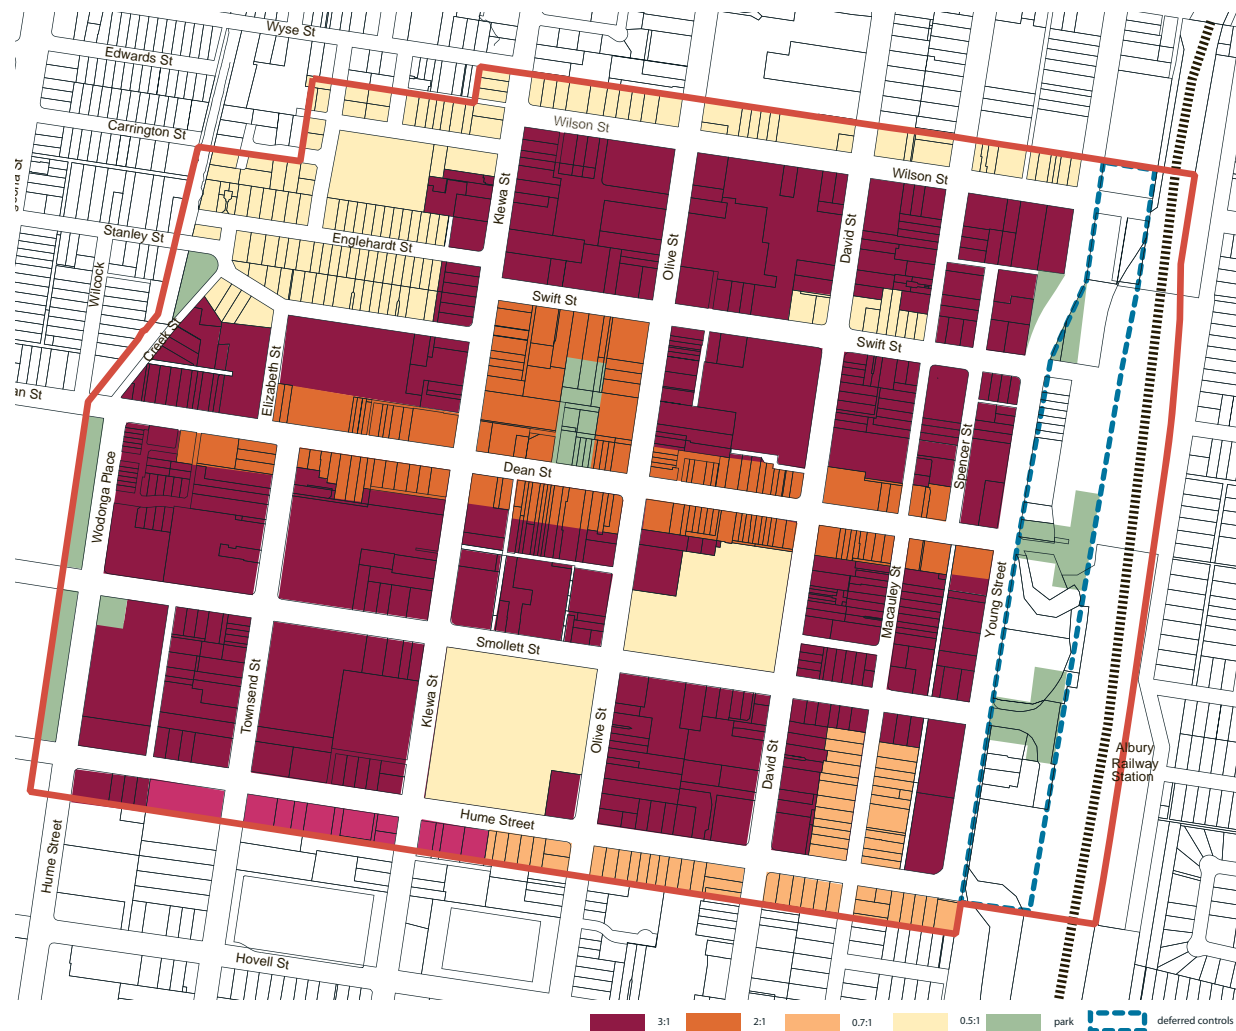 Wyse St
Edwards St
Carrington St
Wilson St
Wilson St
Klewa St
Stanley St
Englehardt St
Olive St
David St
Wilcock
Swift St
Swift St
Creek St
Elizabeth St
an St
Dean St
Spencer St
Wodonga Place
Macauley St
Young Street
Smollett St
Townsend St
Klewa St
Olive St
David St
Albury
Railway
Station
Hume Street
Hume Street
Hovell St
3:1
2:1
0.7:1
0.5:1
park
deferred controls